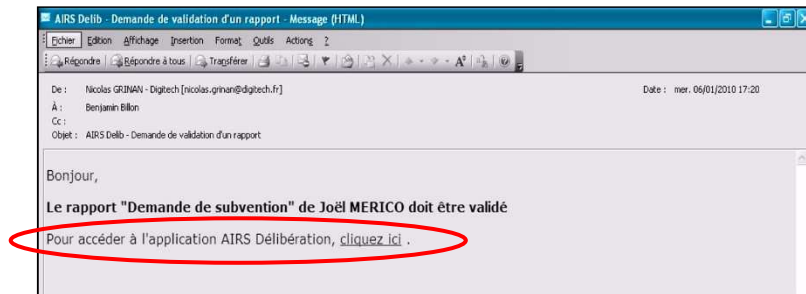 AIRS Delib - Demande de validation d'un rapport - Message (HTML)
Fichier Edition Affichage Insertion Format Outils Actions ?
Répondre Répondre à tous Transférer
De : Nicolas GRINAN - Digitech [nicolas.grinan@digitech.fr] Date : mer. 06/01/2010 17:20
À : Benjamin Billon
Cc :
Objet : AIRS Delib - Demande de validation d'un rapport
Bonjour,
Le rapport "Demande de subvention" de Joël MERICO doit être validé
Pour accéder à l'application AIRS Délibération, cliquez ici .